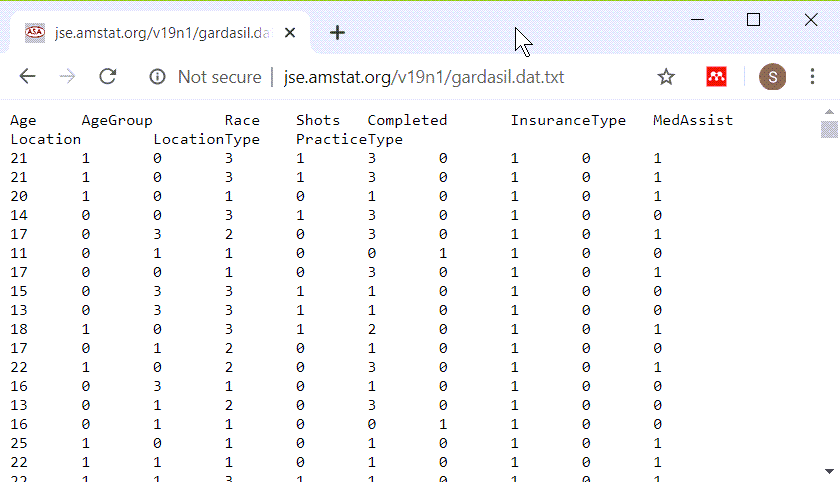 ASA jse.amstat.org/v19n1/gardasil.da
Not secure | jse.amstat.org/v19n1/gardasil.dat.txt S
Age AgeGroup Race Shots Completed InsuranceType MedAssist
Location LocationType PracticeType
21 1 0 3 1 3 0 1 0 1
21 1 0 3 1 3 0 1 0 1
20 1 0 1 0 1 0 1 0 1
14 0 0 3 1 3 0 1 0 0
17 0 3 2 0 3 0 1 0 1
11 0 1 1 0 0 1 1 0 0
17 0 0 1 0 3 0 1 0 1
15 0 3 3 1 1 0 1 0 0
13 0 3 3 1 1 0 1 0 0
18 1 0 3 1 2 0 1 0 1
17 0 1 2 0 1 0 1 0 0
22 1 0 2 0 3 0 1 0 1
16 0 3 1 0 1 0 1 0 0
13 0 1 2 0 3 0 1 0 0
16 0 1 1 0 0 1 1 0 0
25 1 0 1 0 1 0 1 0 1
22 1 1 1 0 1 0 1 0 1
22 1 1 3 1 1 0 1 0 1